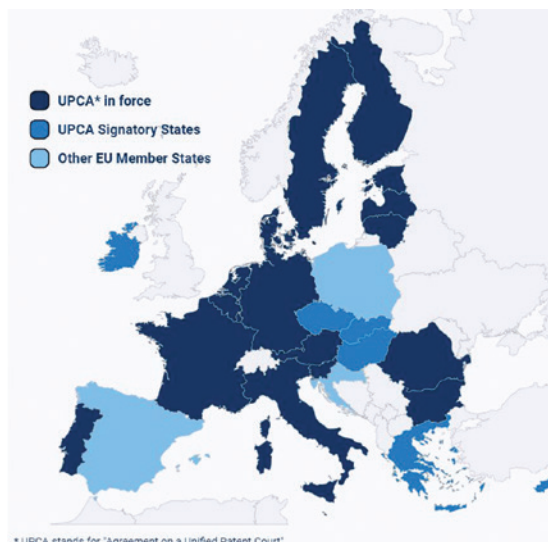 UPCA* in force
UPCA Signatory States
Other EU Member States
* UPCA stands for "Agreement on a Unified Patent Court"